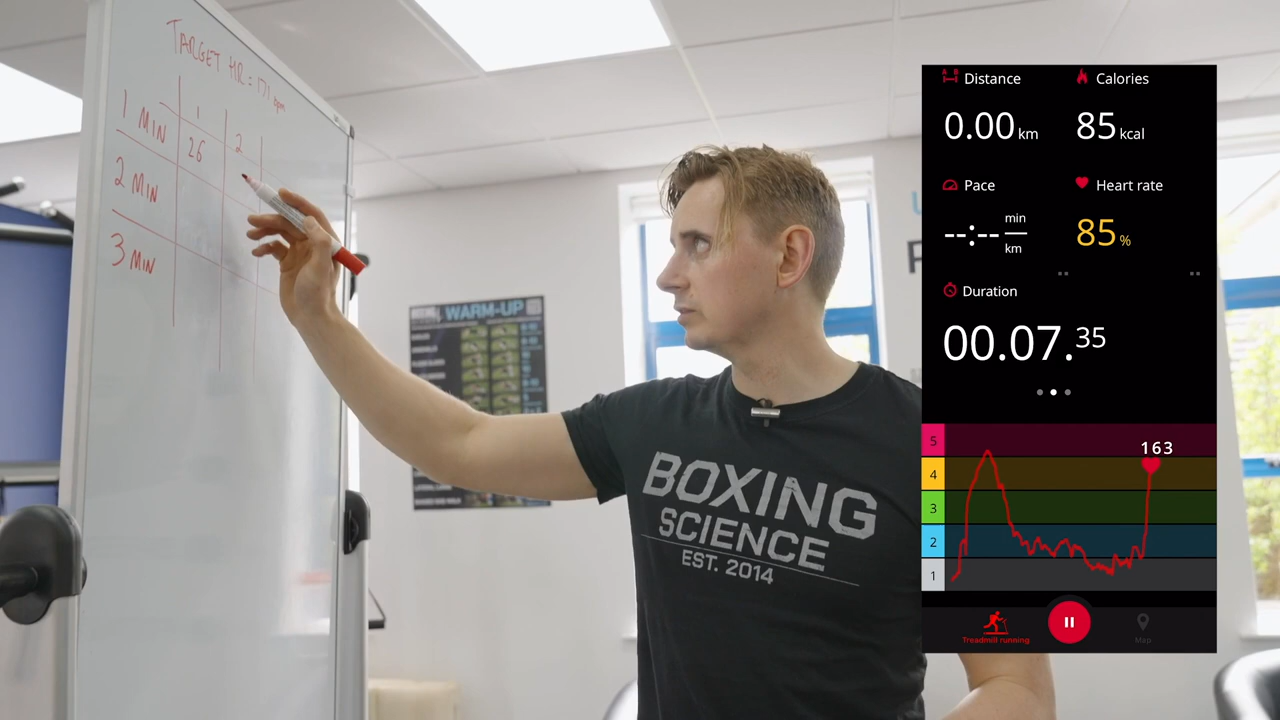 TARGET HR = 171 bpm
1 2
1 MIN 26
2 MIN
3 MIN
WARM-UP
BOXING
SCIENCE
EST. 2014
A B
Distance Calories
0.00 km 85 kcal
Pace Heart rate
--:-- min
km
85 %
Duration
00.07.35
5
163
4
3
2
1
Treadmill running Map